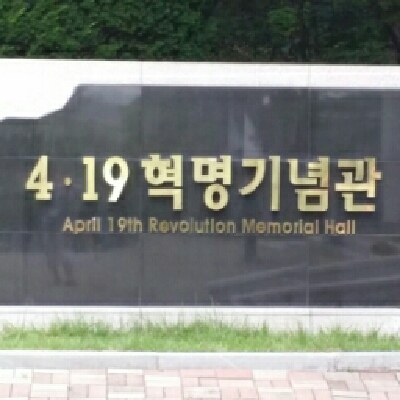 4·19 혁명기념관
April 19th Revolution Memorial Hall